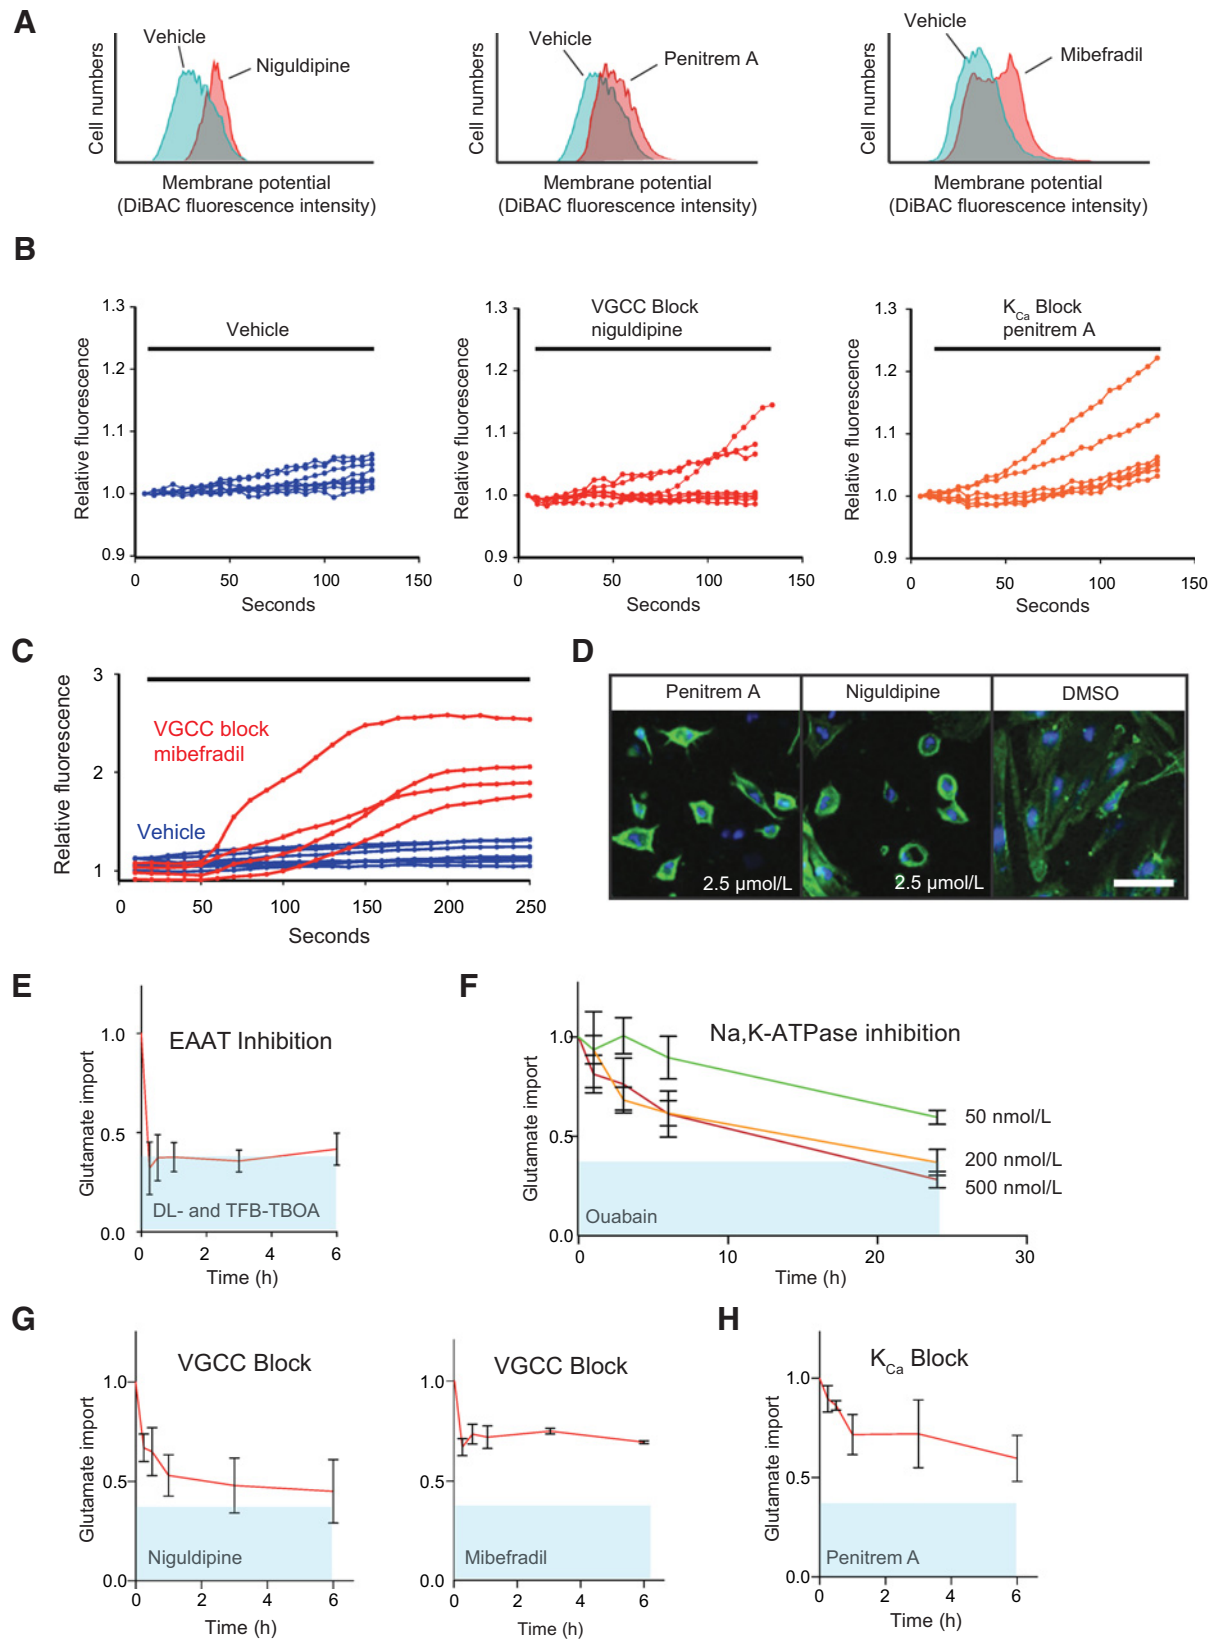 A
Vehicle
Niguldipine
Cell numbers
Membrane potential
(DiBAC fluorescence intensity)
Vehicle
Penitrem A
Cell numbers
Membrane potential
(DiBAC fluorescence intensity)
Vehicle
Mibefradil
Cell numbers
Membrane potential
(DiBAC fluorescence intensity)
B
Vehicle
Relative fluorescence
1.3
1.2
1.1
1.0
0.9
0 50 100 150
Seconds
VGCC Block
niguldipine
Relative fluorescence
1.3
1.2
1.1
1.0
0.9
0 50 100 150
Seconds
KCa Block
penitrem A
Relative fluorescence
1.3
1.2
1.1
1.0
0.9
0 50 100 150
Seconds
C
VGCC block
mibefradil
Vehicle
Relative fluorescence
3
2
1
0 50 100 150 200 250
Seconds
D
Penitrem A Niguldipine DMSO
2.5 µmol/L 2.5 µmol/L
E
EAAT Inhibition
Glutamate import
1.0
0.5
0.0
DL- and TFB-TBOA
0 2 4 6
Time (h)
F
Na,K-ATPase inhibition
Glutamate import
1.0
0.5
0.0
50 nmol/L
200 nmol/L
500 nmol/L
Ouabain
0 10 20 30
Time (h)
G
VGCC Block
Glutamate import
1.0
0.5
0.0
Niguldipine
0 2 4 6
Time (h)
VGCC Block
1.0
0.5
0.0
Mibefradil
0 2 4 6
Time (h)
H
KCa Block
Glutamate import
1.0
0.5
0.0
Penitrem A
0 2 4 6
Time (h)